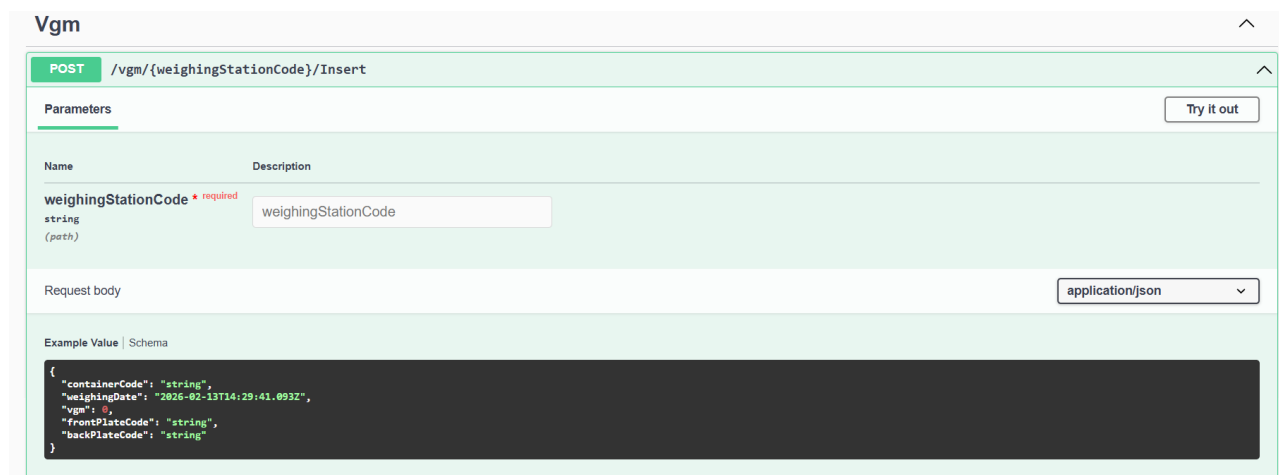 Vgm
POST /vgm/{weighingStationCode}/Insert
Parameters
Try it out
Name Description
weighingStationCode * required
weighingStationCode
string
(path)
Request body
application/json
Example Value | Schema
{
"containerCode": "string",
"weighingDate": "2026-02-13T14:29:41.093Z",
"vgm": 0,
"frontPlateCode": "string",
"backPlateCode": "string"
}